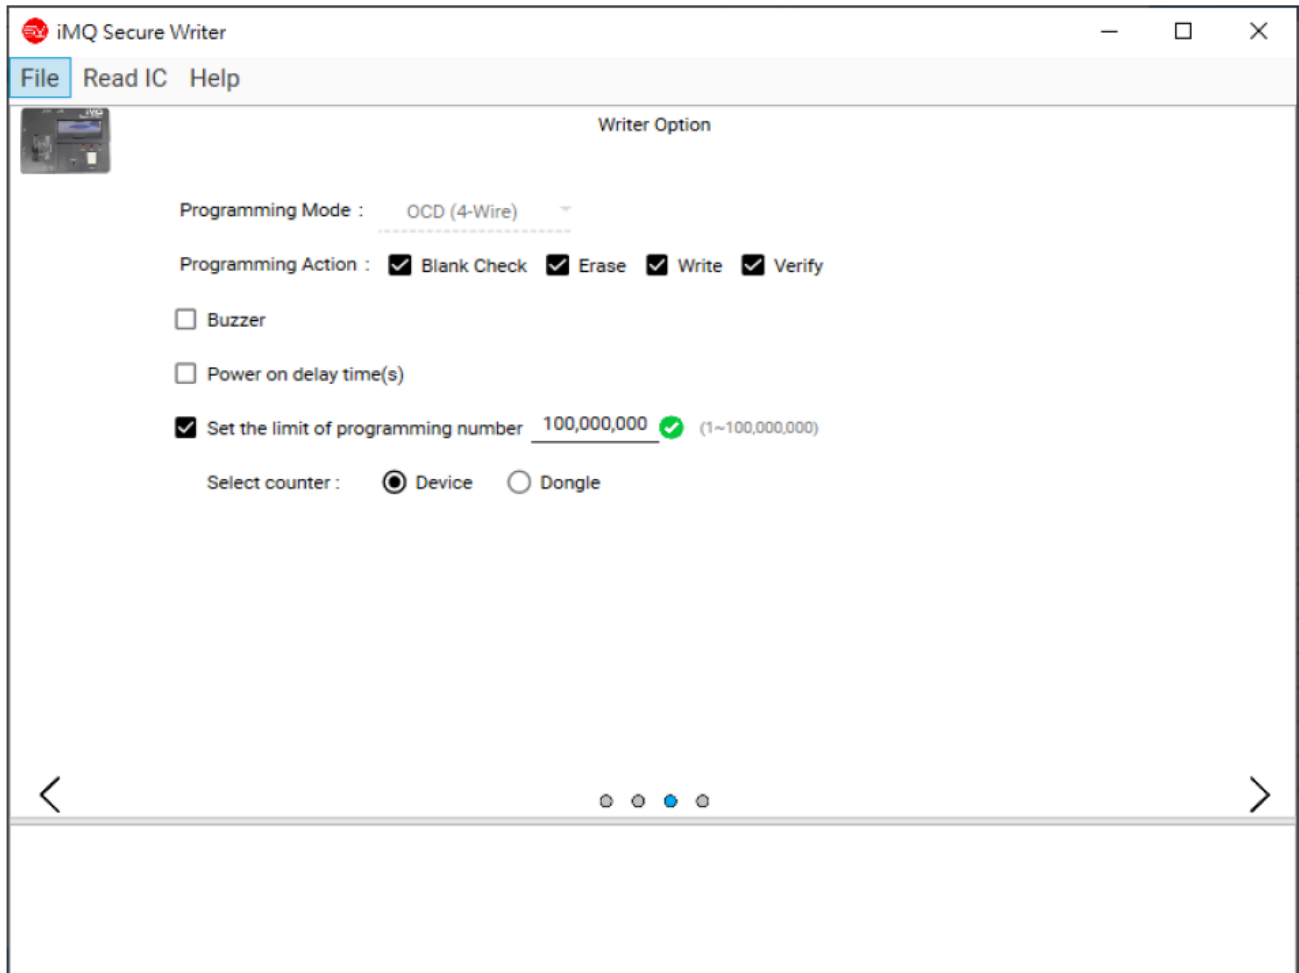 iMQ Secure Writer
File Read IC Help
Writer Option
Programming Mode : OCD (4-Wire)
Programming Action : Blank Check Erase Write Verify
Buzzer
Power on delay time(s)
Set the limit of programming number 100,000,000 (1~100,000,000)
Select counter : Device Dongle